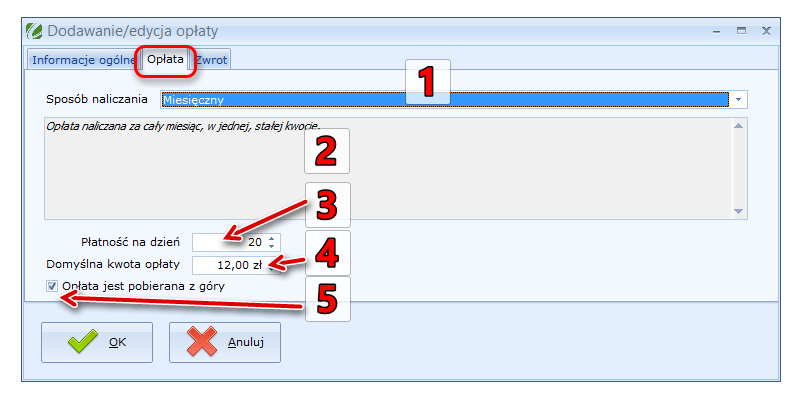 Dodawanie/edycja opłaty
Informacje ogólne Opłata Zwrot
1
Sposób naliczania Miesięczny
Opłata naliczana za cały miesiąc, w jednej, stałej kwocie.
2
3
Płatność na dzień 20
4
Domyślna kwota opłaty 12,00 zł
Opłata jest pobierana z góry
5
OK Anuluj